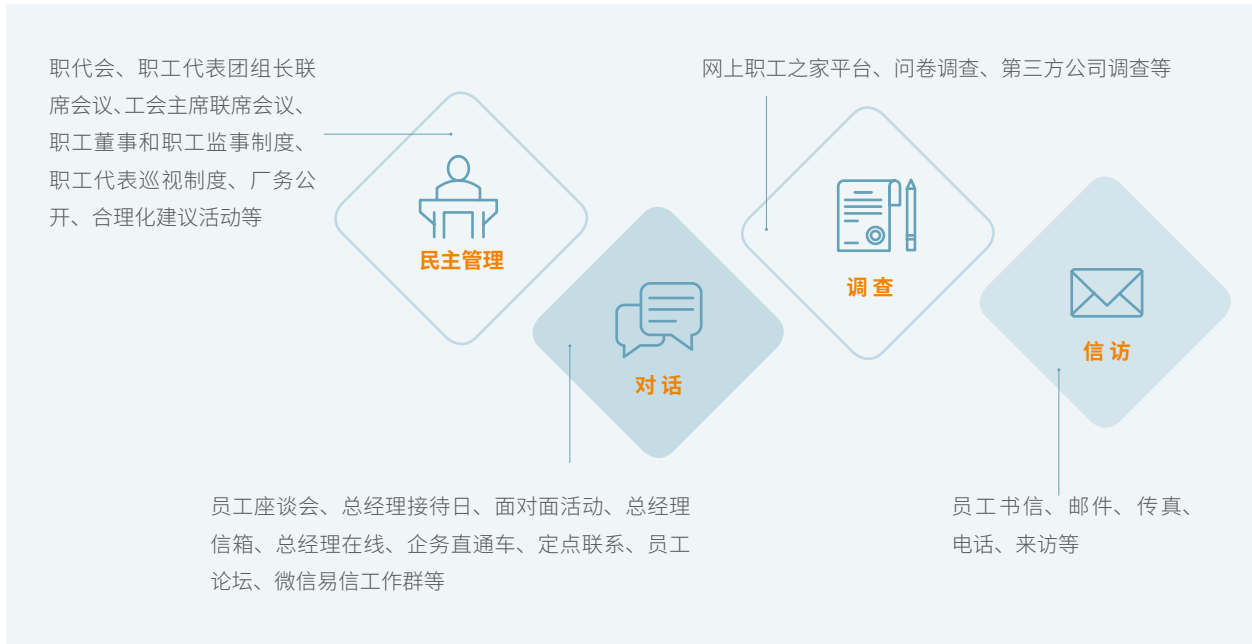 职代会、职工代表团组长联
席会议、工会主席联席会议、
职工董事和职工监事制度、
职工代表巡视制度、厂务公
开、合理化建议活动等
民主管理
员工座谈会、总经理接待日、面对面活动、总经理
信箱、总经理在线、企务直通车、定点联系、员工
论坛、微信易信工作群等
对话
网上职工之家平台、问卷调查、第三方公司调查等
调查
信访
员工书信、邮件、传真、
电话、来访等